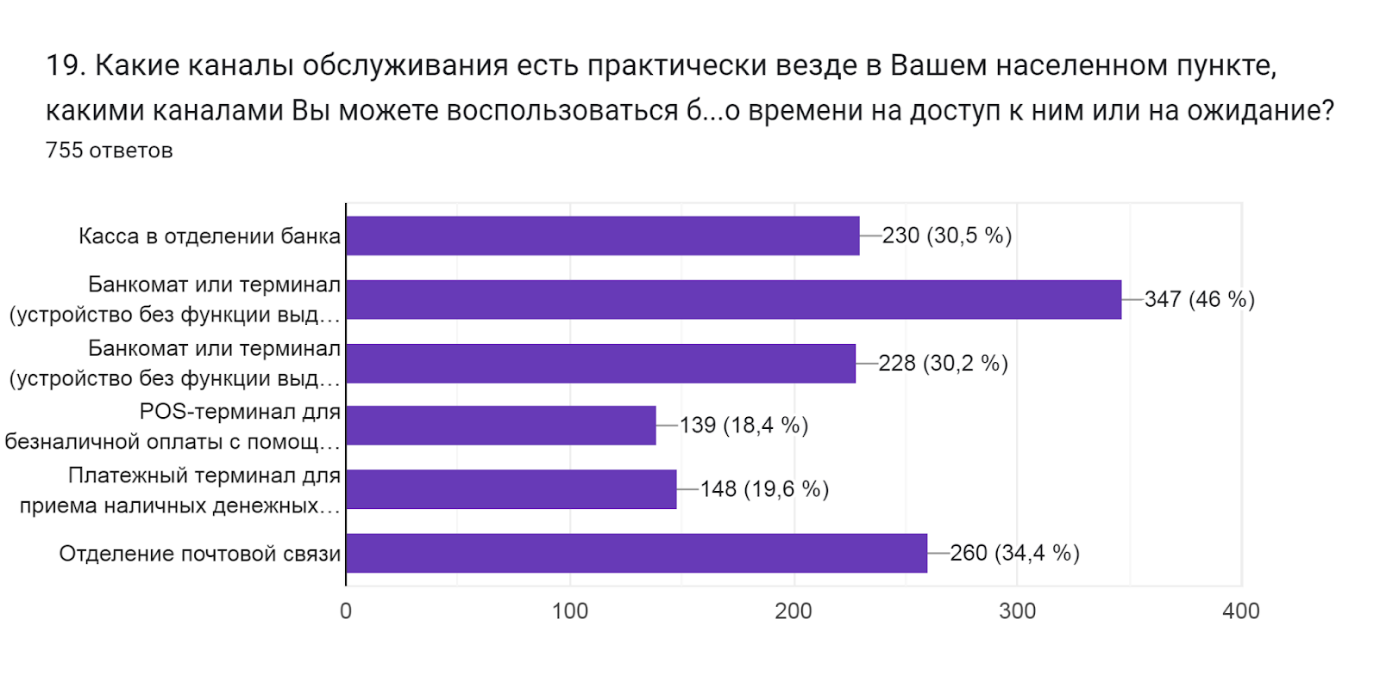 19. Какие каналы обслуживания есть практически везде в Вашем населенном пункте,
какими каналами Вы можете воспользоваться б...о времени на доступ к ним или на ожидание?
755 ответов
Касса в отделении банка
230 (30,5 %)
Банкомат или терминал
(устройство без функции выд…
347 (46 %)
Банкомат или терминал
(устройство без функции выд…
228 (30,2 %)
POS-терминал для
безналичной оплаты с помощ…
139 (18,4 %)
Платежный терминал для
приема наличных денежных…
148 (19,6 %)
Отделение почтовой связи
260 (34,4 %)
0 100 200 300 400